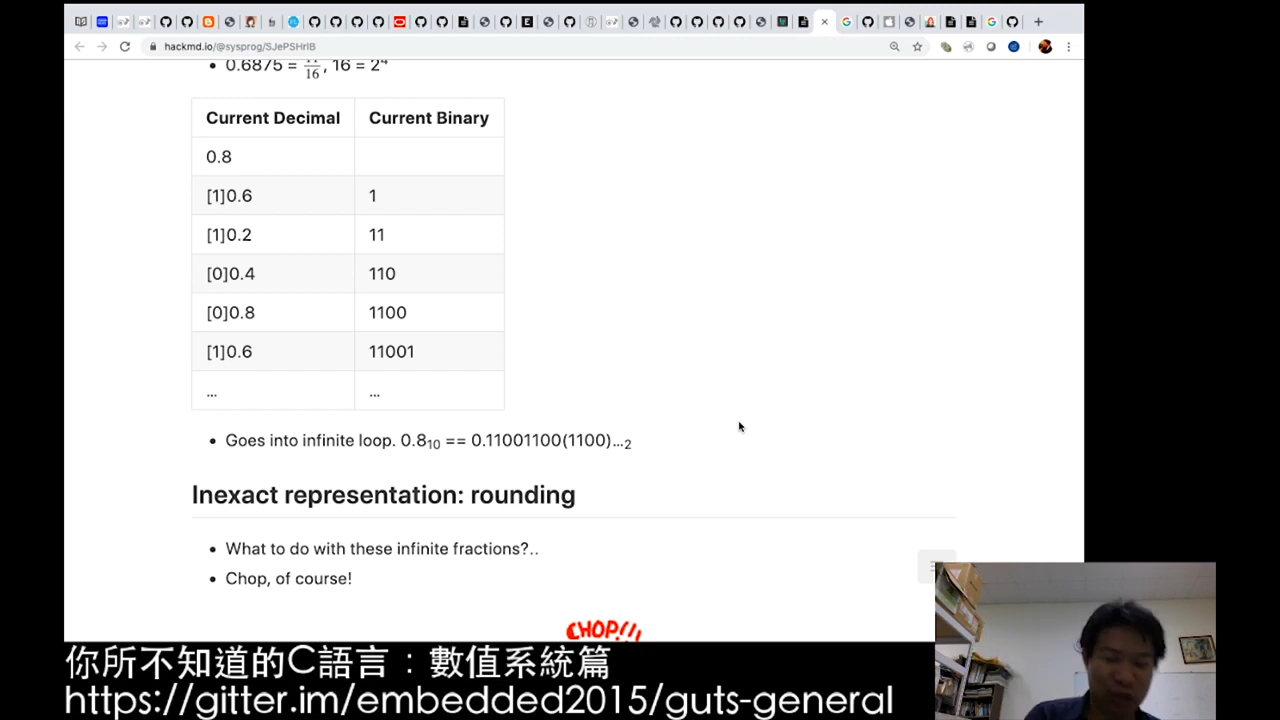 hackmd.io/@sysprog/SJePSHrlB
• 0.6875 = 11/16, 16 = 2⁴
Current Decimal Current Binary
0.8
[1]0.6 1
[1]0.2 11
[0]0.4 110
[0]0.8 1100
[1]0.6 11001
... ...
• Goes into infinite loop. 0.8₁₀ == 0.11001100(1100)...₂
Inexact representation: rounding
• What to do with these infinite fractions?..
• Chop, of course!
CHOP!!!
你所不知道的C語言：數值系統篇
https://gitter.im/embedded2015/guts-general